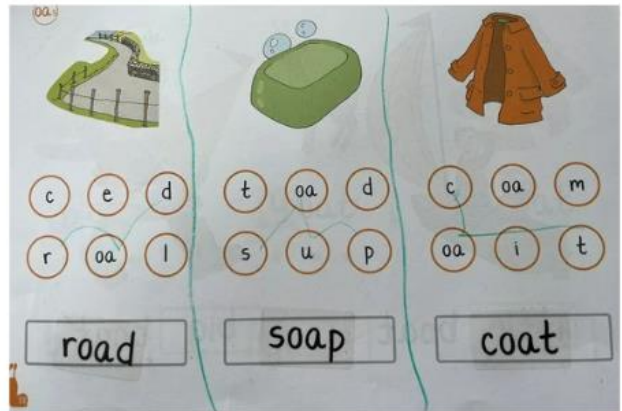 oa
c e d
r oa l
road
t oa d
s u p
soap
c oa m
oa i t
coat